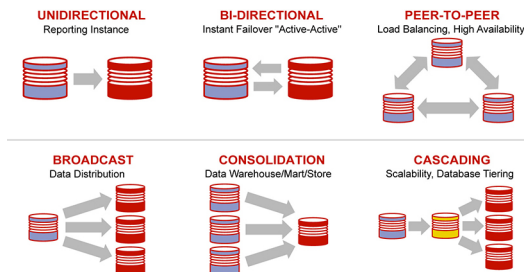 UNIDIRECTIONAL
Reporting Instance
BI-DIRECTIONAL
Instant Failover "Active-Active"
PEER-TO-PEER
Load Balancing, High Availability
BROADCAST
Data Distribution
CONSOLIDATION
Data Warehouse/Mart/Store
CASCADING
Scalability, Database Tiering